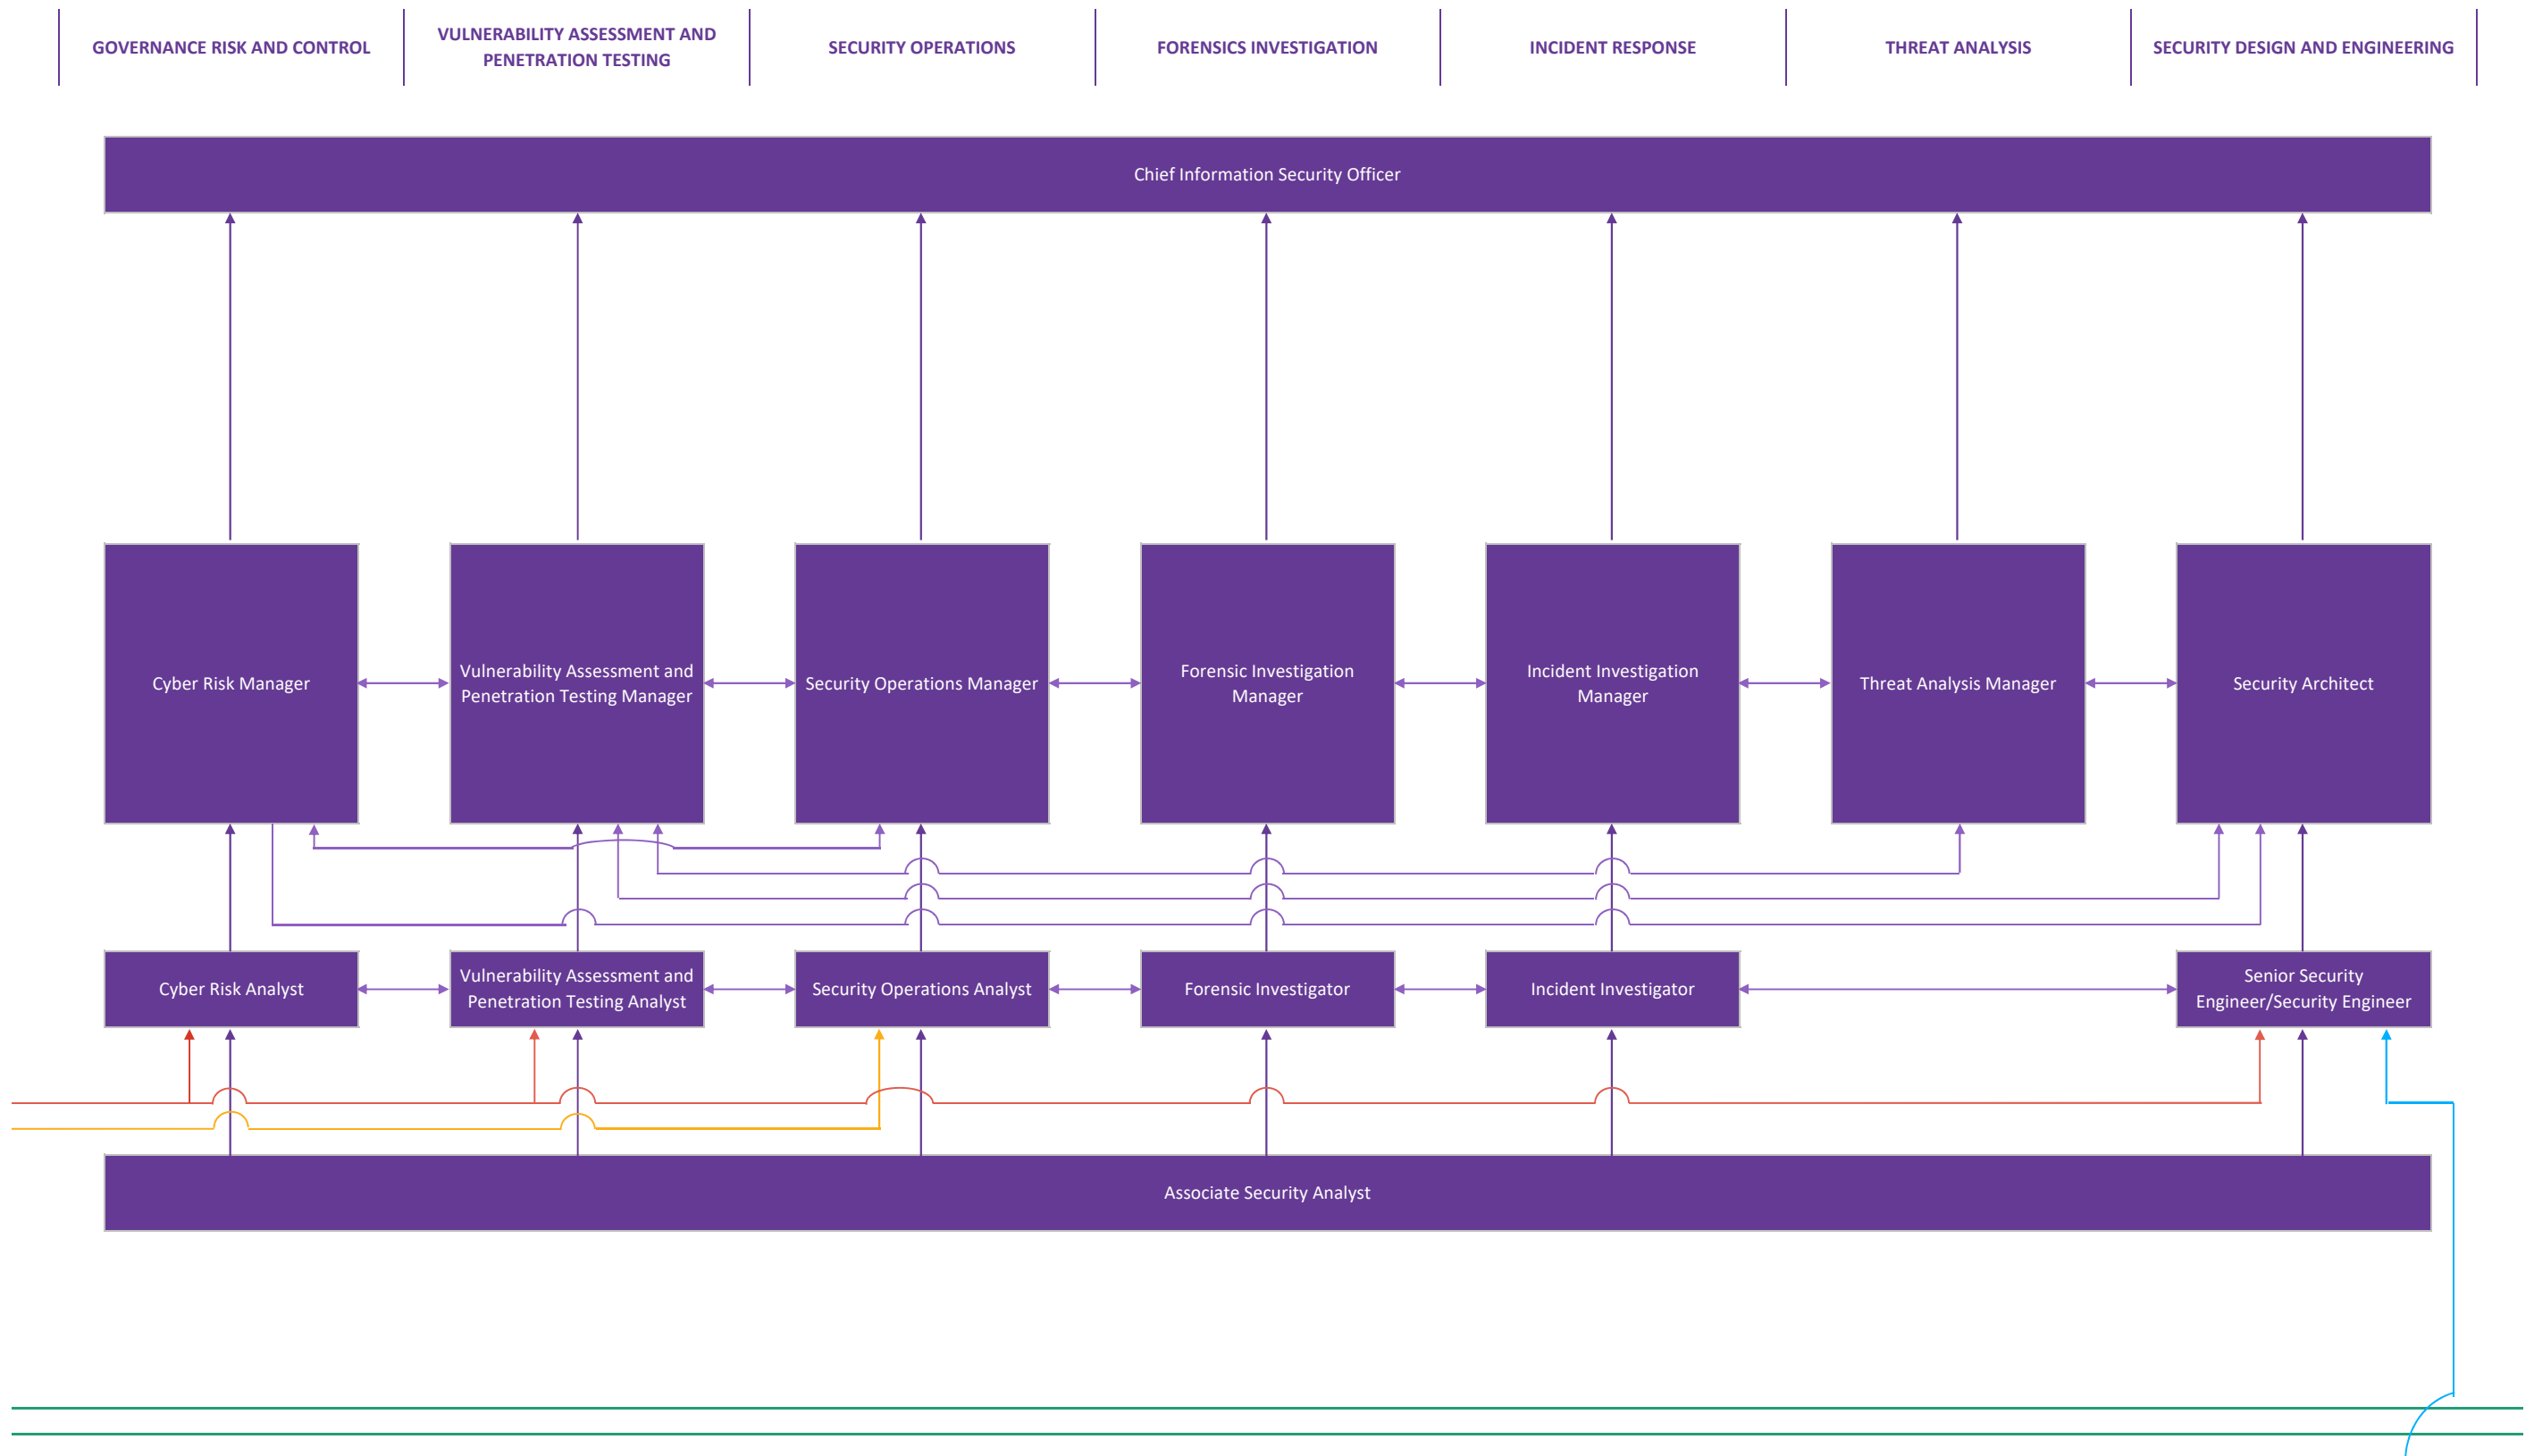 GOVERNANCE RISK AND CONTROL
VULNERABILITY ASSESSMENT AND
PENETRATION TESTING
SECURITY OPERATIONS
FORENSICS INVESTIGATION
INCIDENT RESPONSE
THREAT ANALYSIS
SECURITY DESIGN AND ENGINEERING
Chief Information Security Officer
Cyber Risk Manager
Vulnerability Assessment and
Penetration Testing Manager
Security Operations Manager
Forensic Investigation
Manager
Incident Investigation
Manager
Threat Analysis Manager
Security Architect
Cyber Risk Analyst
Vulnerability Assessment and
Penetration Testing Analyst
Security Operations Analyst
Forensic Investigator
Incident Investigator
Senior Security
Engineer/Security Engineer
Associate Security Analyst